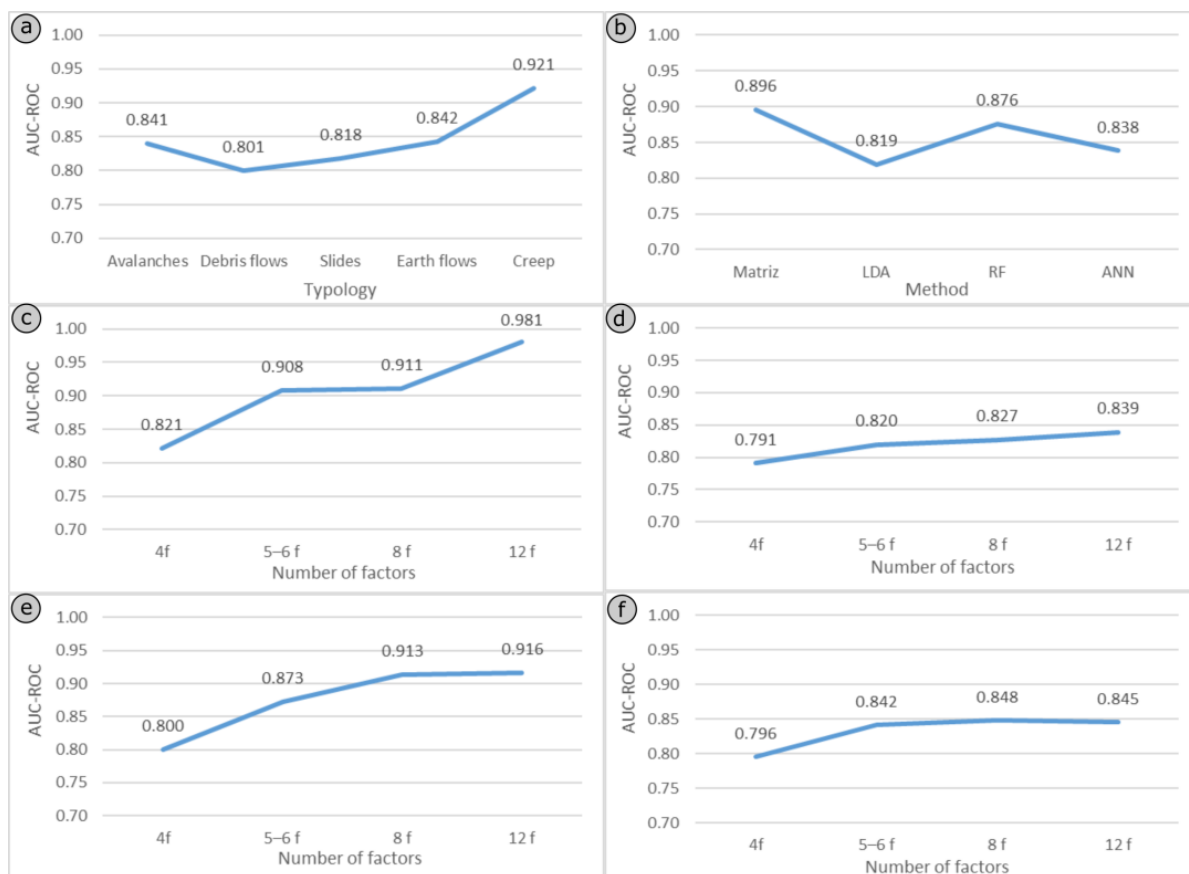 a
AUC-ROC
1.00
0.95
0.90
0.85
0.80
0.75
0.70
0.841
0.801
0.818
0.842
0.921
Avalanches Debris flows Slides Earth flows Creep
Typology
b
AUC-ROC
1.00
0.95
0.90
0.85
0.80
0.75
0.70
0.896
0.819
0.876
0.838
Matriz LDA RF ANN
Method
c
AUC-ROC
1.00
0.95
0.90
0.85
0.80
0.75
0.70
0.821
0.908
0.911
0.981
4f 5–6 f 8 f 12 f
Number of factors
d
AUC-ROC
1.00
0.95
0.90
0.85
0.80
0.75
0.70
0.791
0.820
0.827
0.839
4f 5–6 f 8 f 12 f
Number of factors
e
AUC-ROC
1.00
0.95
0.90
0.85
0.80
0.75
0.70
0.800
0.873
0.913
0.916
4f 5–6 f 8 f 12 f
Number of factors
f
AUC-ROC
1.00
0.95
0.90
0.85
0.80
0.75
0.70
0.796
0.842
0.848
0.845
4f 5–6 f 8 f 12 f
Number of factors